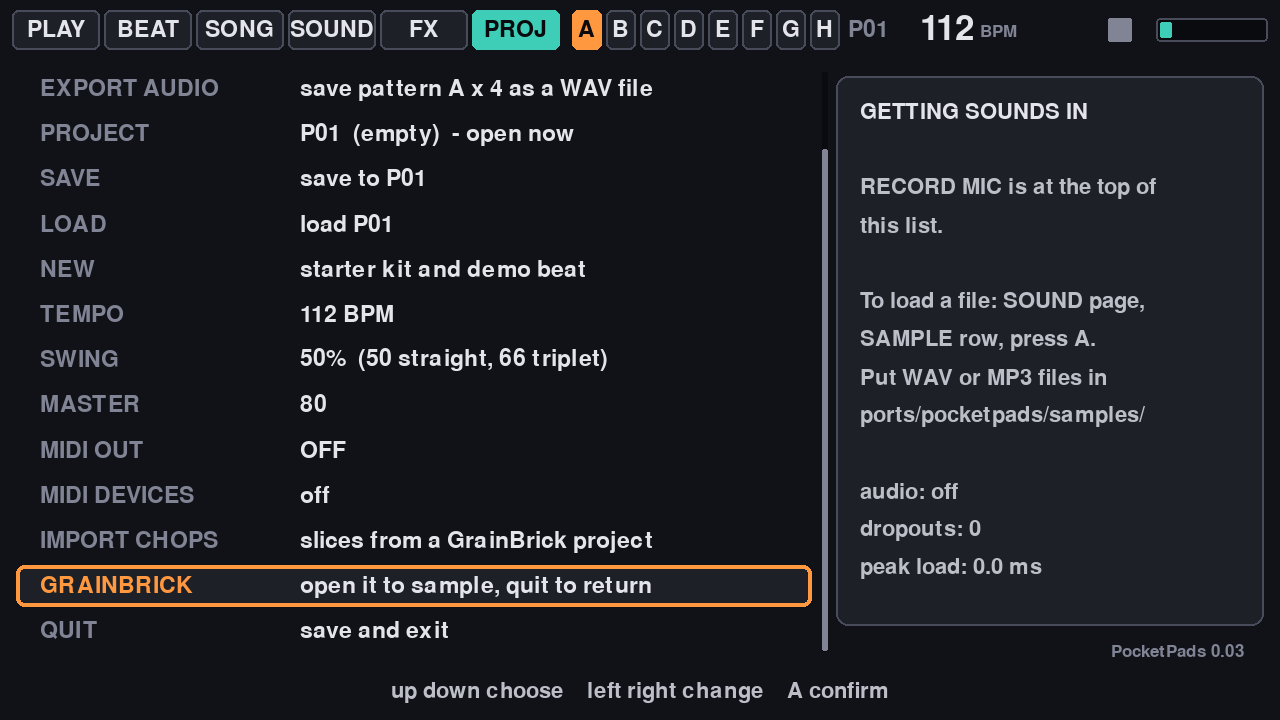 PLAY BEAT SONG SOUND FX PROJ A B C D E F G H P01 112 BPM
EXPORT AUDIO save pattern A x 4 as a WAV file
PROJECT P01 (empty) - open now
SAVE save to P01
LOAD load P01
NEW starter kit and demo beat
TEMPO 112 BPM
SWING 50% (50 straight, 66 triplet)
MASTER 80
MIDI OUT OFF
MIDI DEVICES off
IMPORT CHOPS slices from a GrainBrick project
GRAINBRICK open it to sample, quit to return
QUIT save and exit
GETTING SOUNDS IN
RECORD MIC is at the top of
this list.
To load a file: SOUND page,
SAMPLE row, press A.
Put WAV or MP3 files in
ports/pocketpads/samples/
audio: off
dropouts: 0
peak load: 0.0 ms
PocketPads 0.03
up down choose left right change A confirm